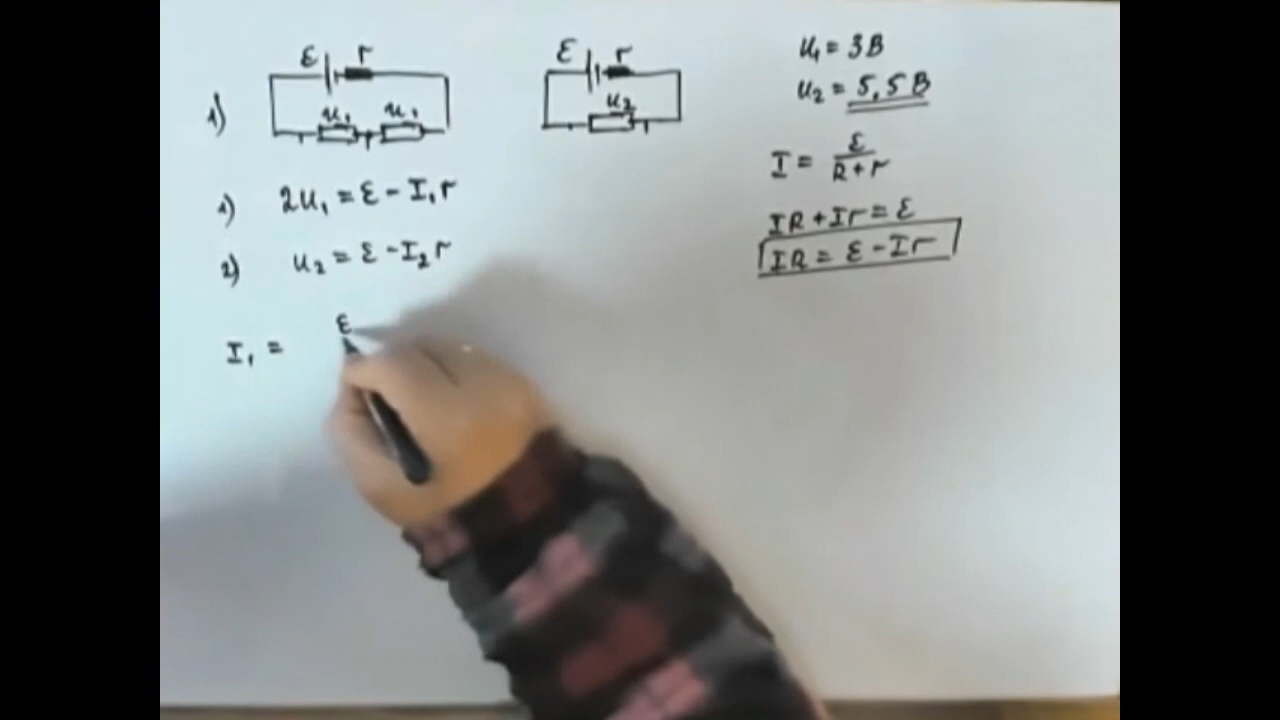 ε r
u₁ u₁
1)
ε r
u₂
1) 2u₁ = ε - I₁r
2) u₂ = ε - I₂r
I₁ = ε
u₁ = 3В
u₂ = 5,5В
I = ε / R + r
IR + Ir = ε
IR = ε - Ir